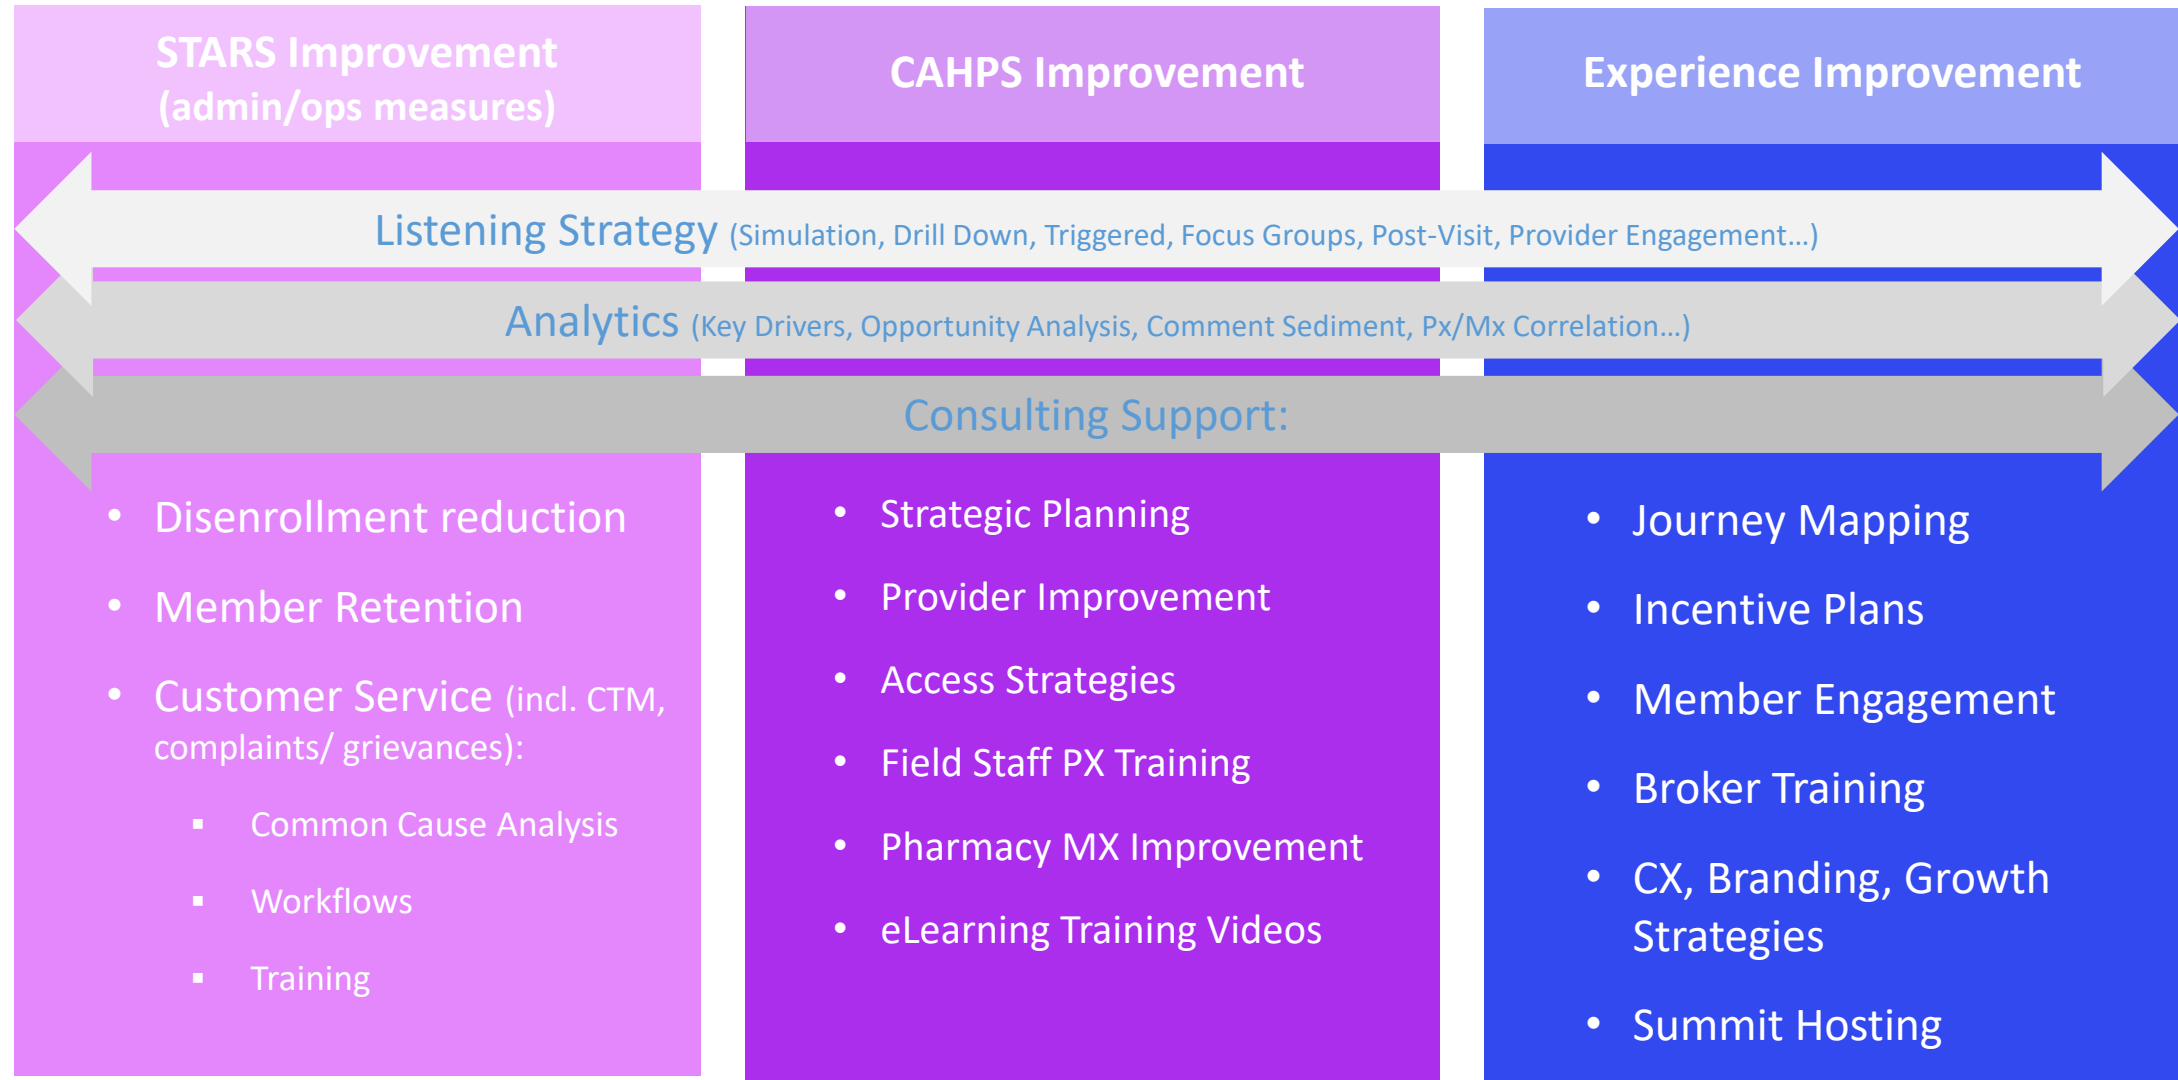 STARS Improvement
(admin/ops measures)
CAHPS Improvement
Experience Improvement
Listening Strategy (Simulation, Drill Down, Triggered, Focus Groups, Post-Visit, Provider Engagement...)
Analytics (Key Drivers, Opportunity Analysis, Comment Sediment, Px/Mx Correlation...)
Consulting Support:
• Disenrollment reduction
• Member Retention
• Customer Service (incl. CTM,
complaints/ grievances):
▪ Common Cause Analysis
▪ Workflows
▪ Training
• Strategic Planning
• Provider Improvement
• Access Strategies
• Field Staff PX Training
• Pharmacy MX Improvement
• eLearning Training Videos
• Journey Mapping
• Incentive Plans
• Member Engagement
• Broker Training
• CX, Branding, Growth
Strategies
• Summit Hosting